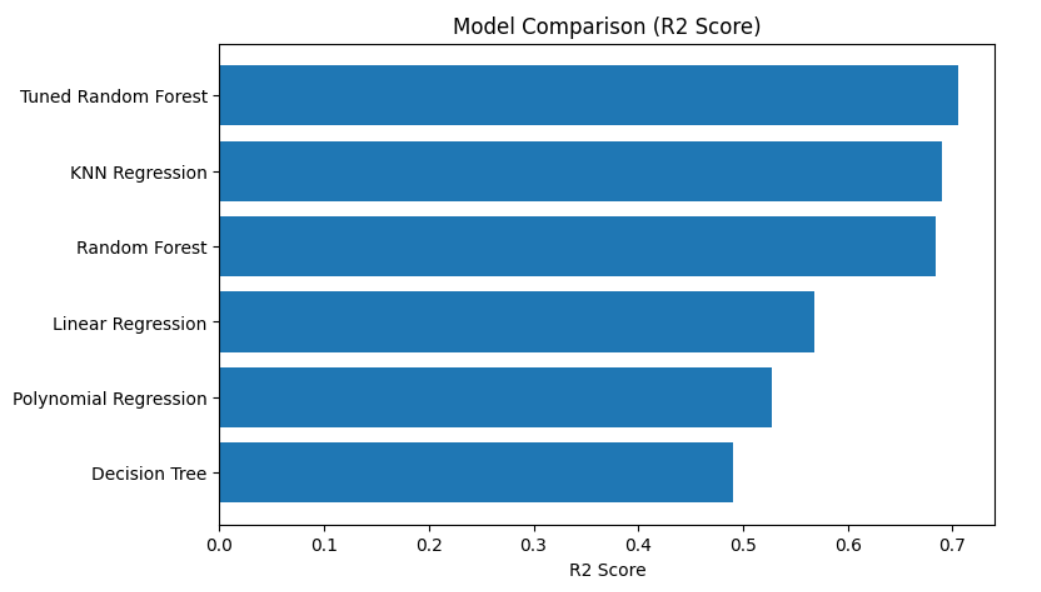 Model Comparison (R2 Score)
Tuned Random Forest
KNN Regression
Random Forest
Linear Regression
Polynomial Regression
Decision Tree
0.0 0.1 0.2 0.3 0.4 0.5 0.6 0.7
R2 Score